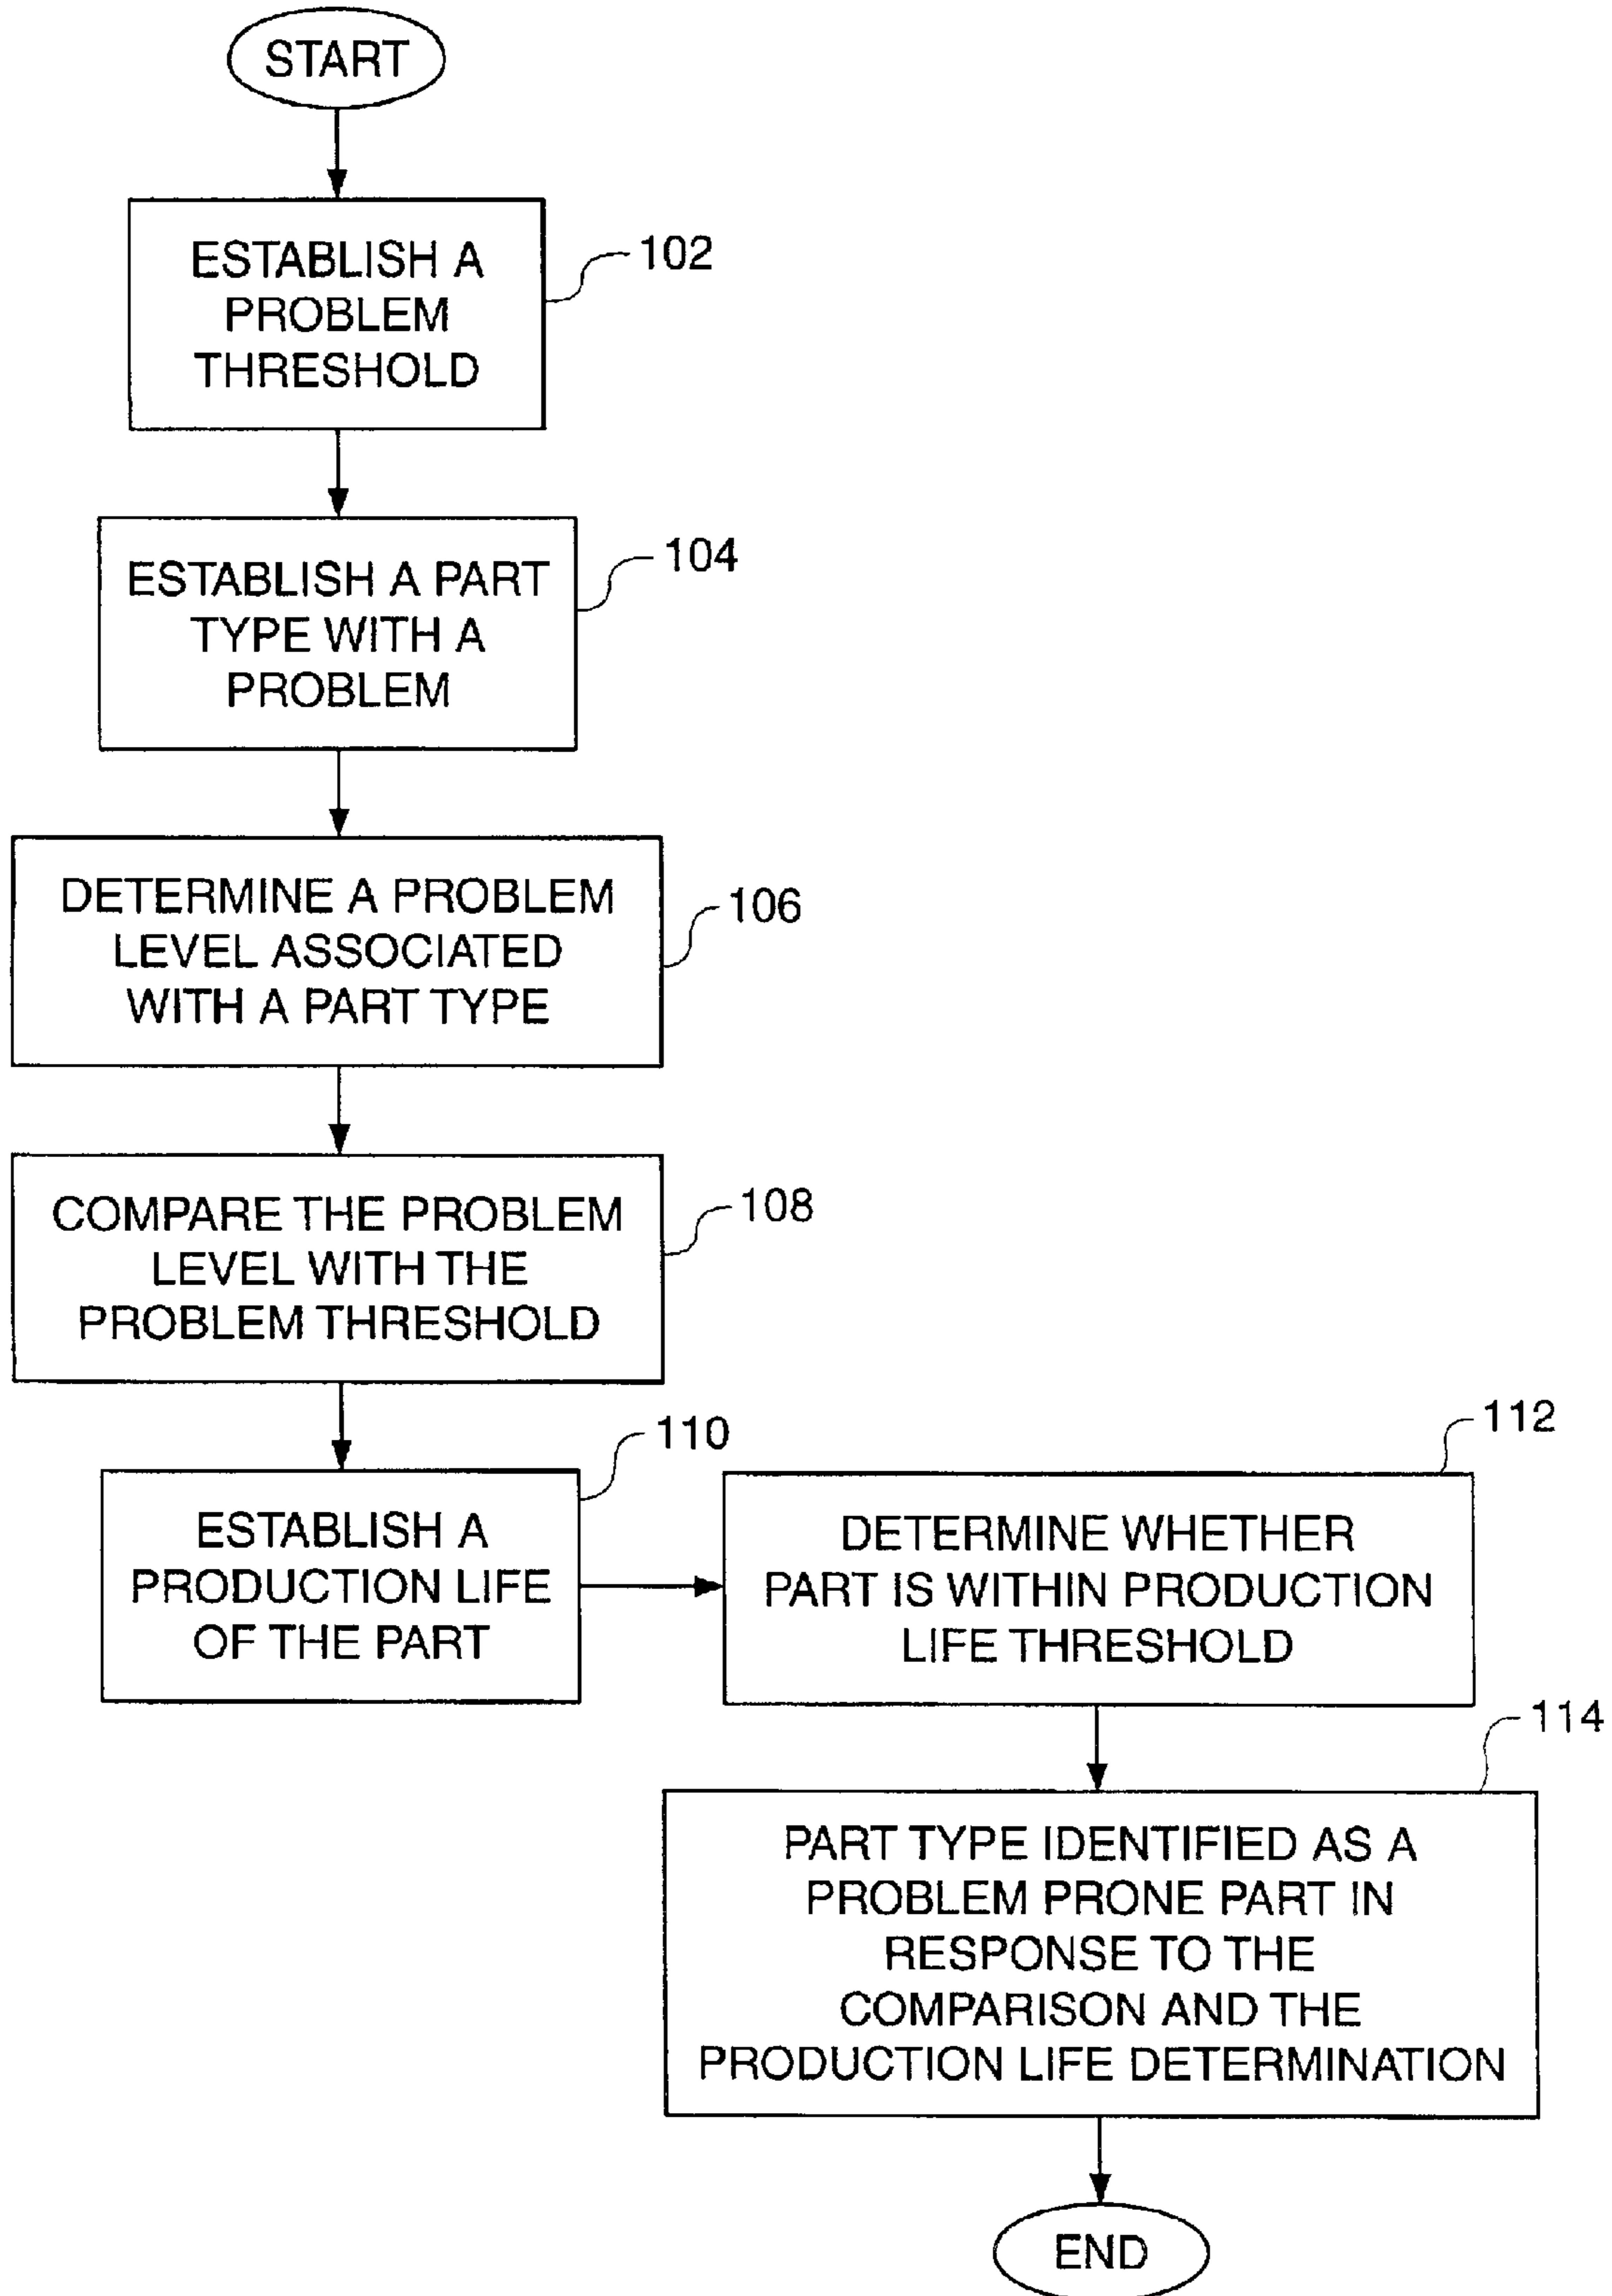 START
ESTABLISH A
PROBLEM
THRESHOLD
102
ESTABLISH A PART
TYPE WITH A
PROBLEM
104
DETERMINE A PROBLEM
LEVEL ASSOCIATED
WITH A PART TYPE
106
COMPARE THE PROBLEM
LEVEL WITH THE
PROBLEM THRESHOLD
108
ESTABLISH A
PRODUCTION LIFE
OF THE PART
110
DETERMINE WHETHER
PART IS WITHIN PRODUCTION
LIFE THRESHOLD
112
PART TYPE IDENTIFIED AS A
PROBLEM PRONE PART IN
RESPONSE TO THE
COMPARISON AND THE
PRODUCTION LIFE DETERMINATION
114
END